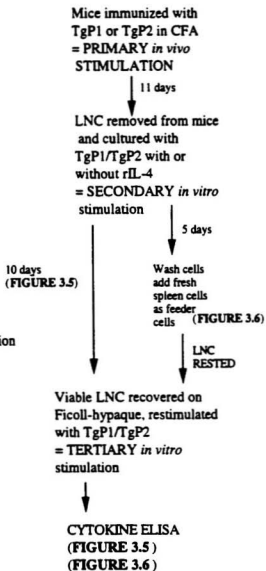 Mice immunized with
TgP1 or TgP2 in CFA
= PRIMARY in vivo
STIMULATION
11 days
LNC removed from mice
and cultured with
TgP1/TgP2 with or
without rIL-4
= SECONDARY in vitro
stimulation
5 days
10 days
(FIGURE 3.5)
Wash cells
add fresh
spleen cells
as feeder
cells (FIGURE 3.6)
tion
LNC
RESTED
Viable LNC recovered on
Ficoll-hypaque, restimulated
with TgP1/TgP2
= TERTIARY in vitro
stimulation
CYTOKINE ELISA
(FIGURE 3.5 )
(FIGURE 3.6)